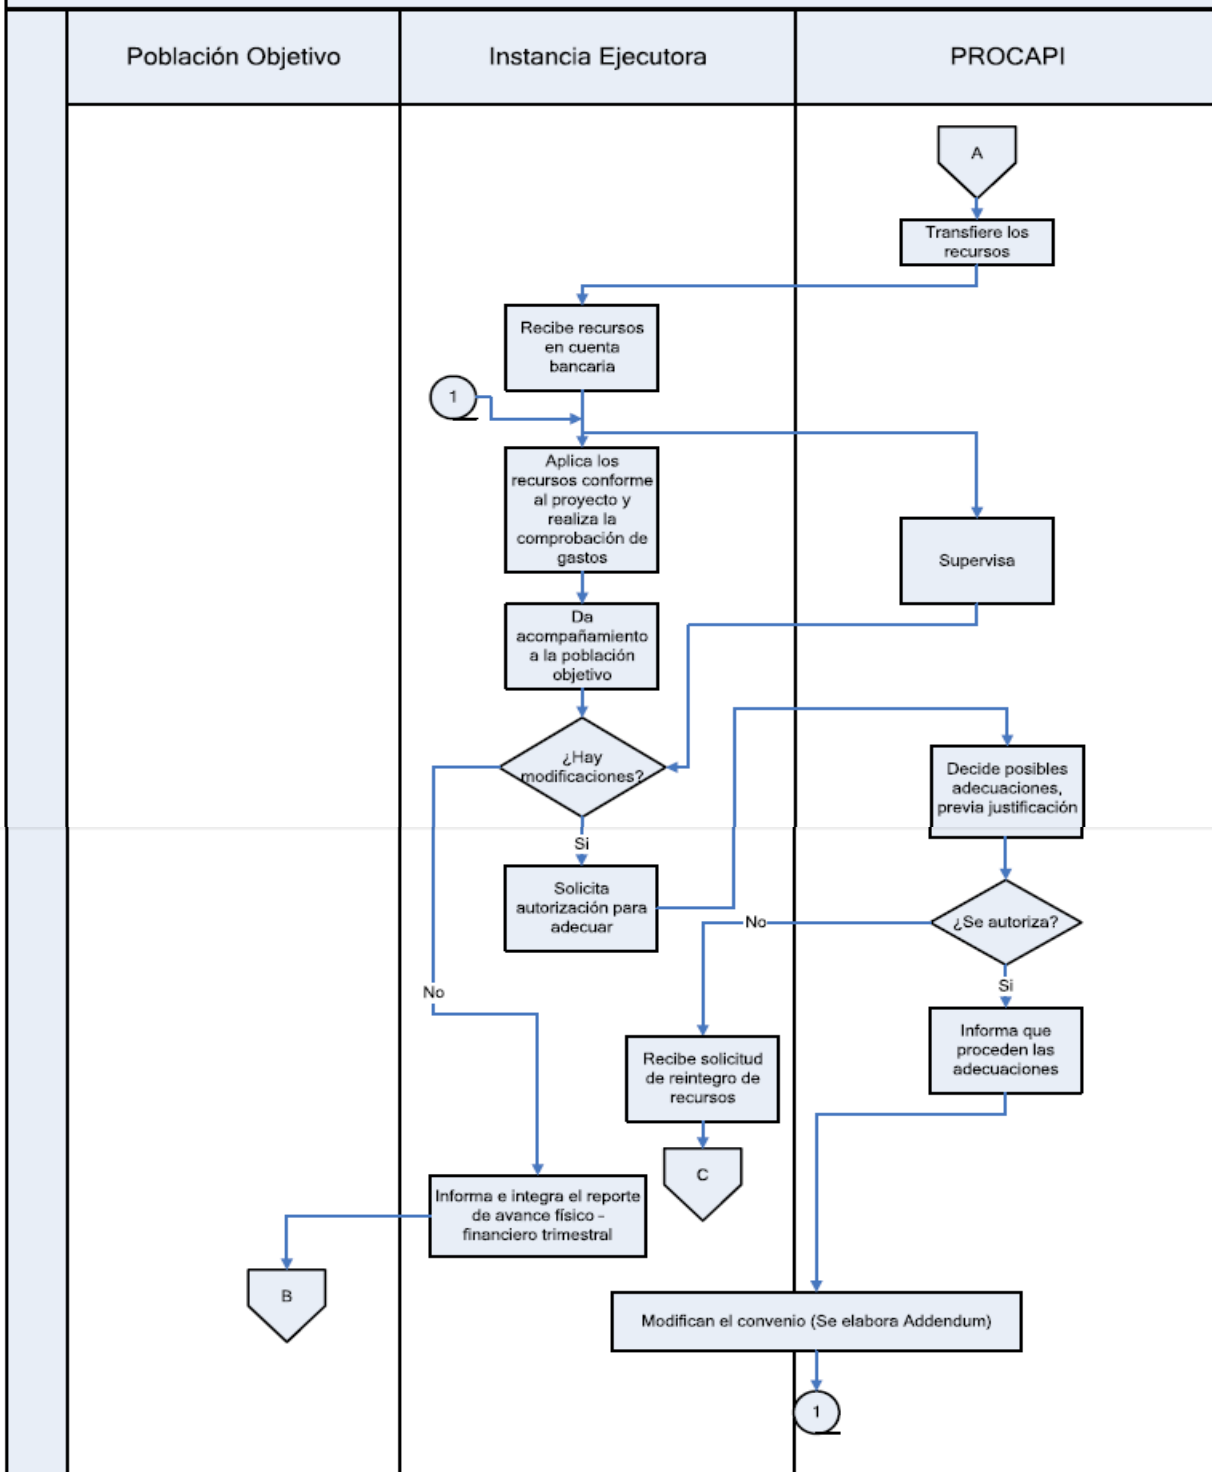 Población Objetivo
Instancia Ejecutora
PROCAPI
A
Transfiere los
recursos
Recibe recursos
en cuenta
bancaria
1
Aplica los
recursos conforme
al proyecto y
realiza la
comprobación de
gastos
Supervisa
Da
acompañamiento
a la población
objetivo
¿Hay
modificaciones?
Decide posibles
adecuaciones,
previa justificación
Si
Solicita
autorización para
adecuar
¿Se autoriza?
No
Si
No
Informa que
proceden las
adecuaciones
Recibe solicitud
de reintegro de
recursos
C
Informa e integra el reporte
de avance físico -
financiero trimestral
B
Modifican el convenio (Se elabora Addendum)
1